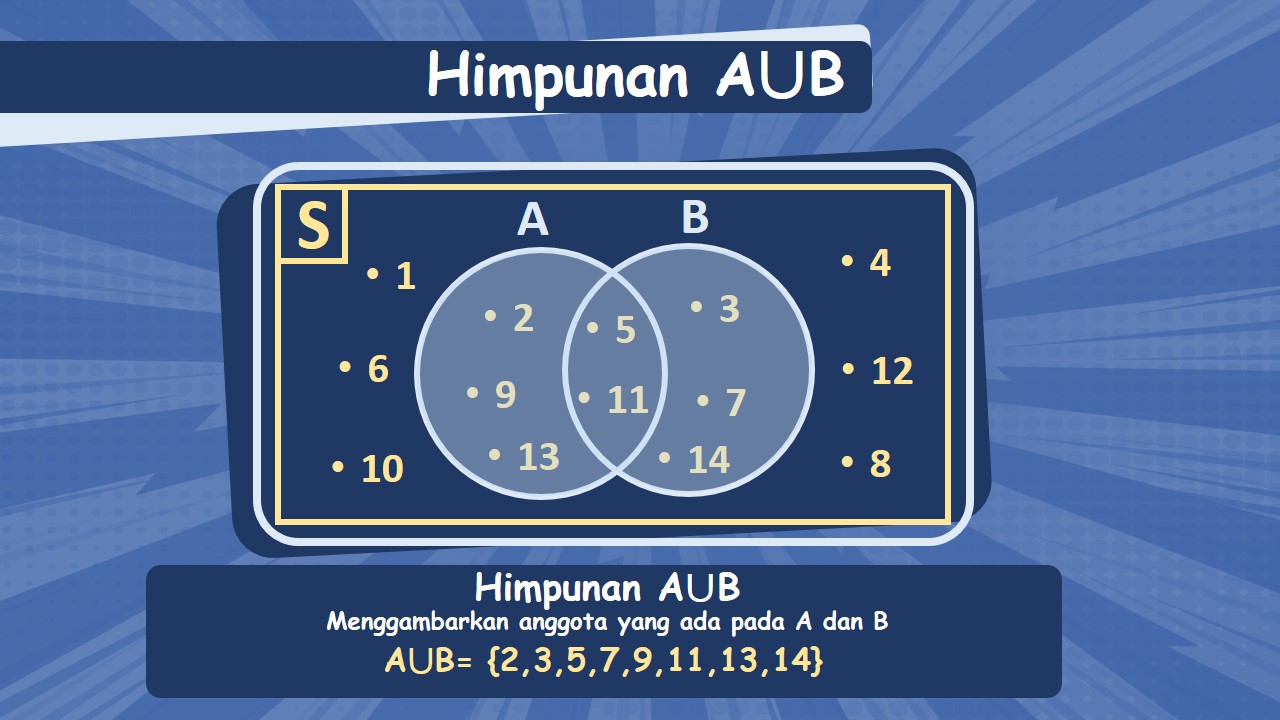 Himpunan A∪B
S
A
B
• 1
• 4
• 2
• 5
• 3
• 6
• 9
• 11
• 7
• 12
• 10
• 13
• 14
• 8
Himpunan A∪B
Menggambarkan anggota yang ada pada A dan B
A∪B= {2,3,5,7,9,11,13,14}